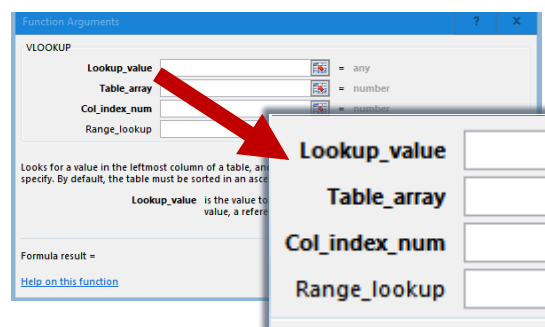 Function Arguments ? X
VLOOKUP
Lookup_value = any
Table_array = number
Col_index_num = number
Range_lookup
Looks for a value in the leftmost column of a table, and
specify. By default, the table must be sorted in an asce
Lookup_value is the value to
value, a refere
Formula result =
Help on this function
Lookup_value
Table_array
Col_index_num
Range_lookup